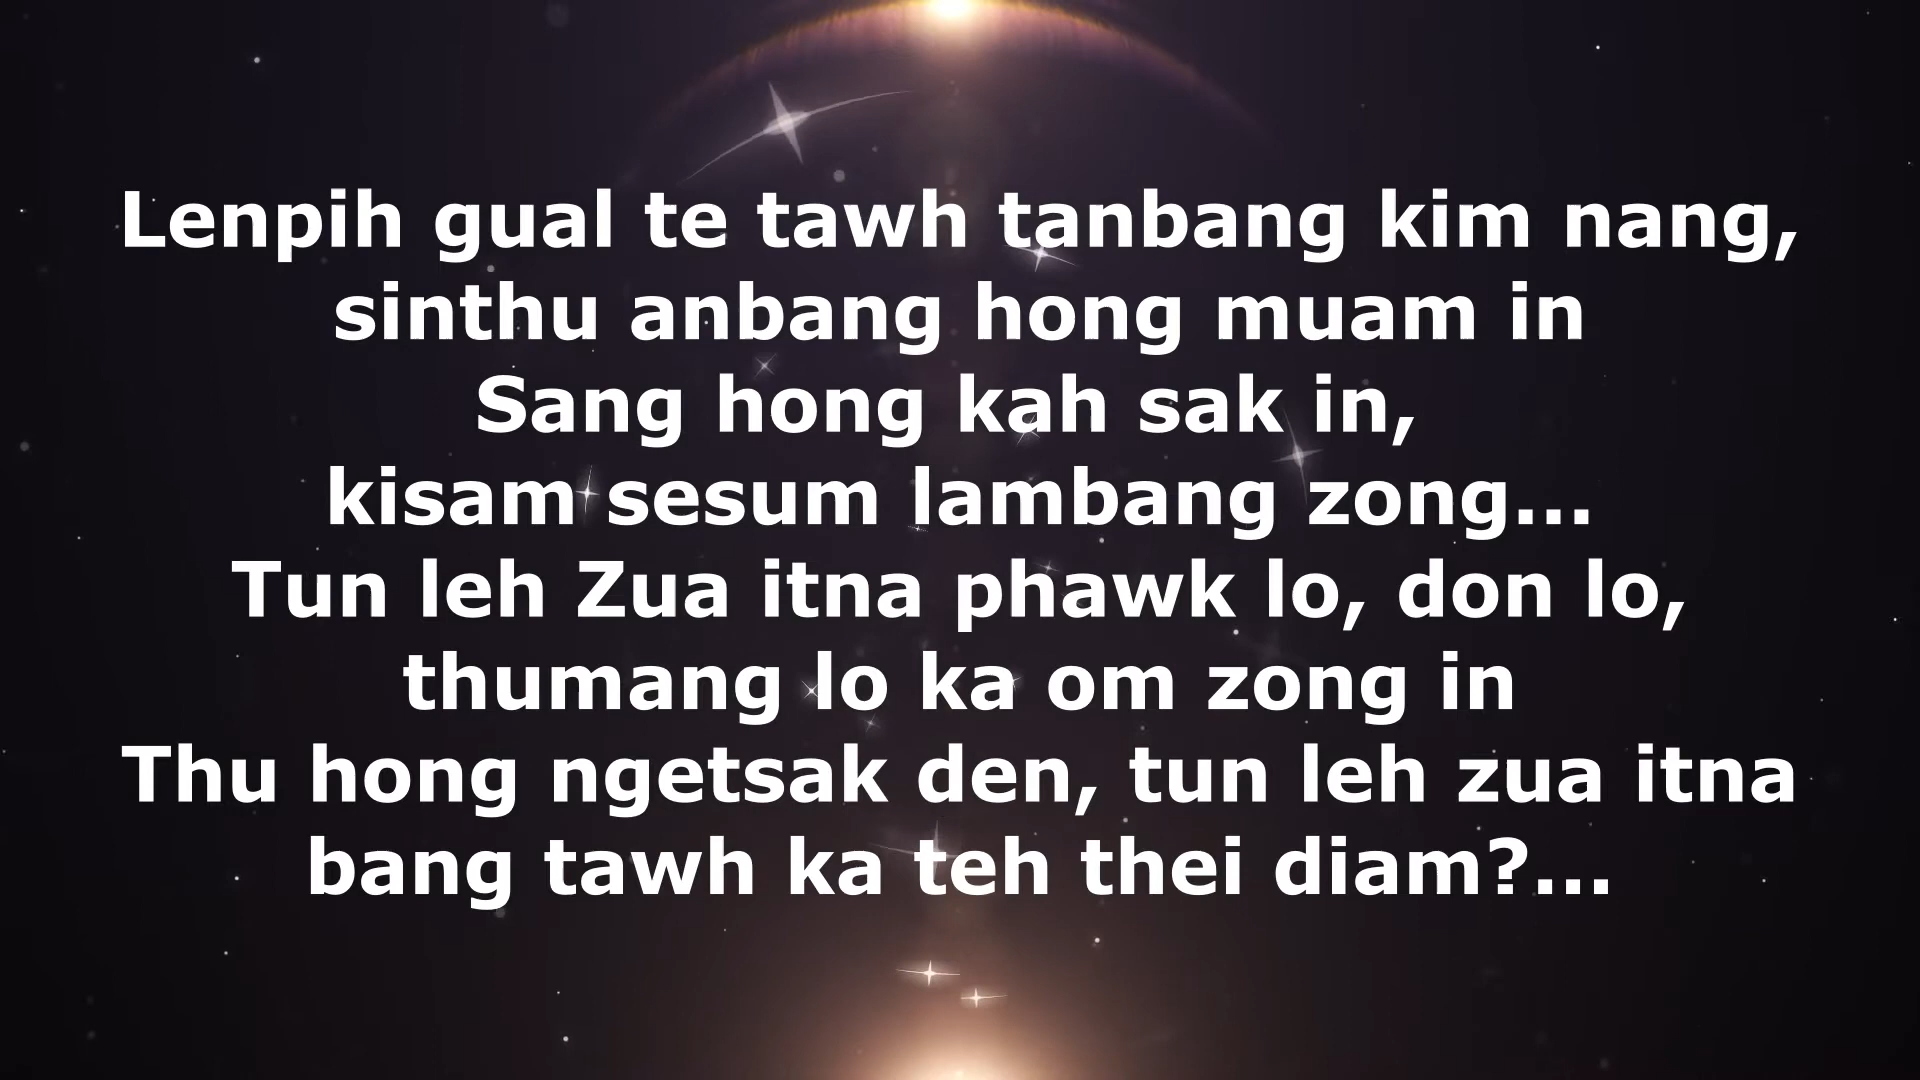 Lenpih gual te tawh tanbang kim nang,
sinthu anbang hong muam in
Sang hong kah sak in,
kisam sesum lambang zong...
Tun leh Zua itna phawk lo, don lo,
thumang lo ka om zong in
Thu hong ngetsak den, tun leh zua itna
bang tawh ka teh thei diam?...